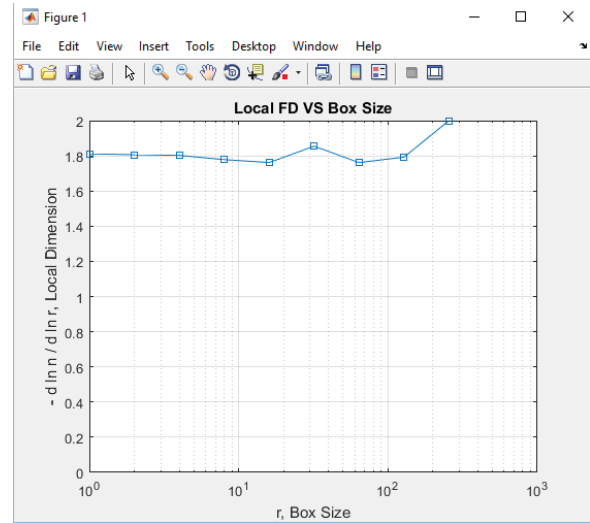 Figure 1
File Edit View Insert Tools Desktop Window Help
Local FD VS Box Size
- d ln n / d ln r, Local Dimension
2
1.8
1.6
1.4
1.2
1
0.8
0.6
0.4
0.2
0
10^0 10^1 10^2 10^3
r, Box Size